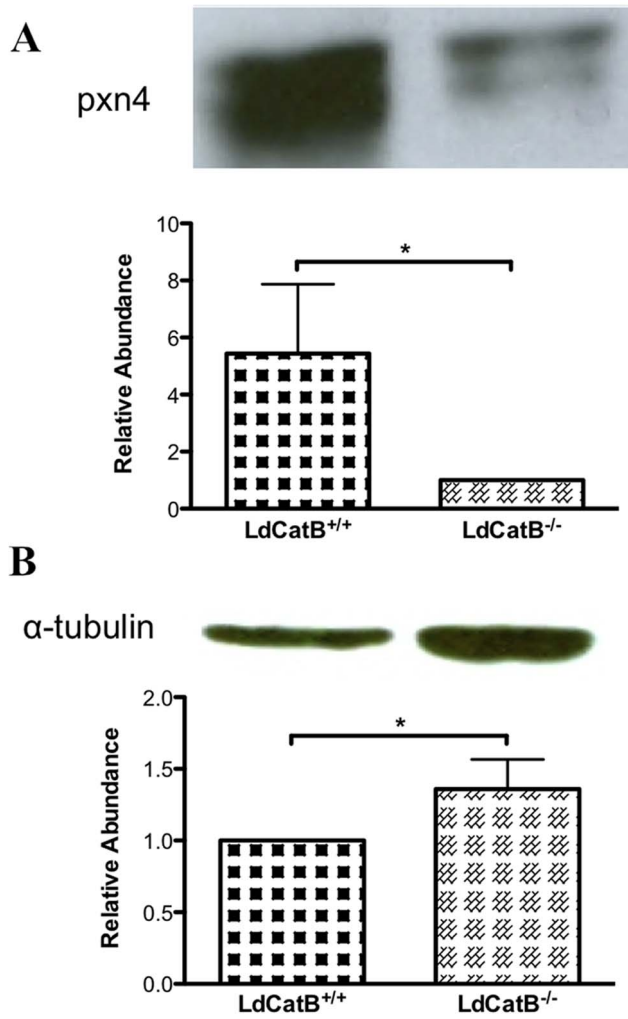 A
pxn4
10
8
6
4
2
0
Relative Abundance
*
LdCatB+/+
LdCatB-/-
B
α-tubulin
2.0
1.5
1.0
0.5
0.0
Relative Abundance
*
LdCatB+/+
LdCatB-/-